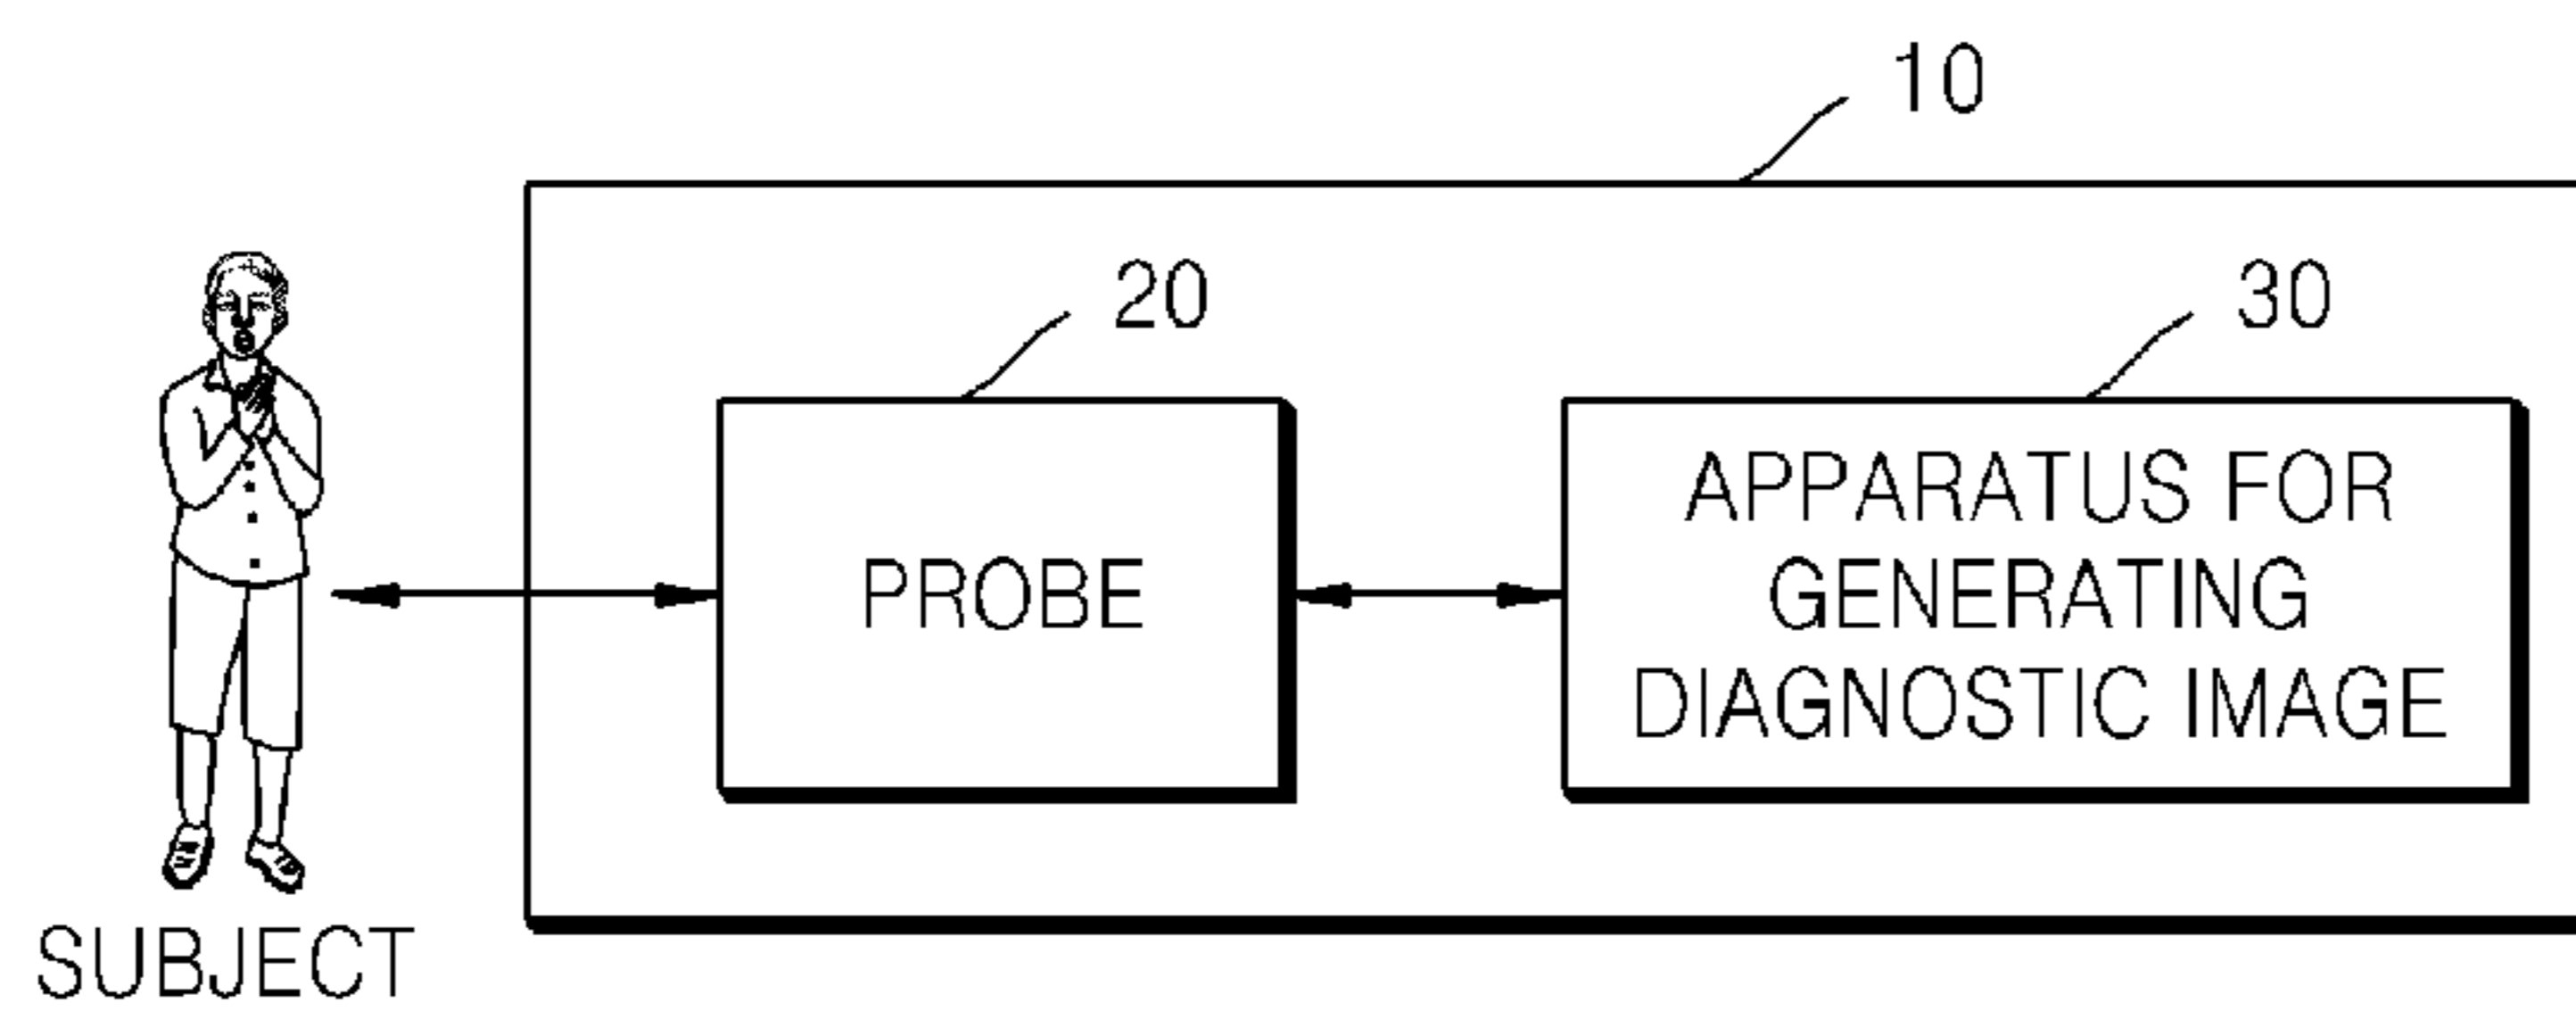 10
20
30
PROBE
APPARATUS FOR
GENERATING
DIAGNOSTIC IMAGE
SUBJECT